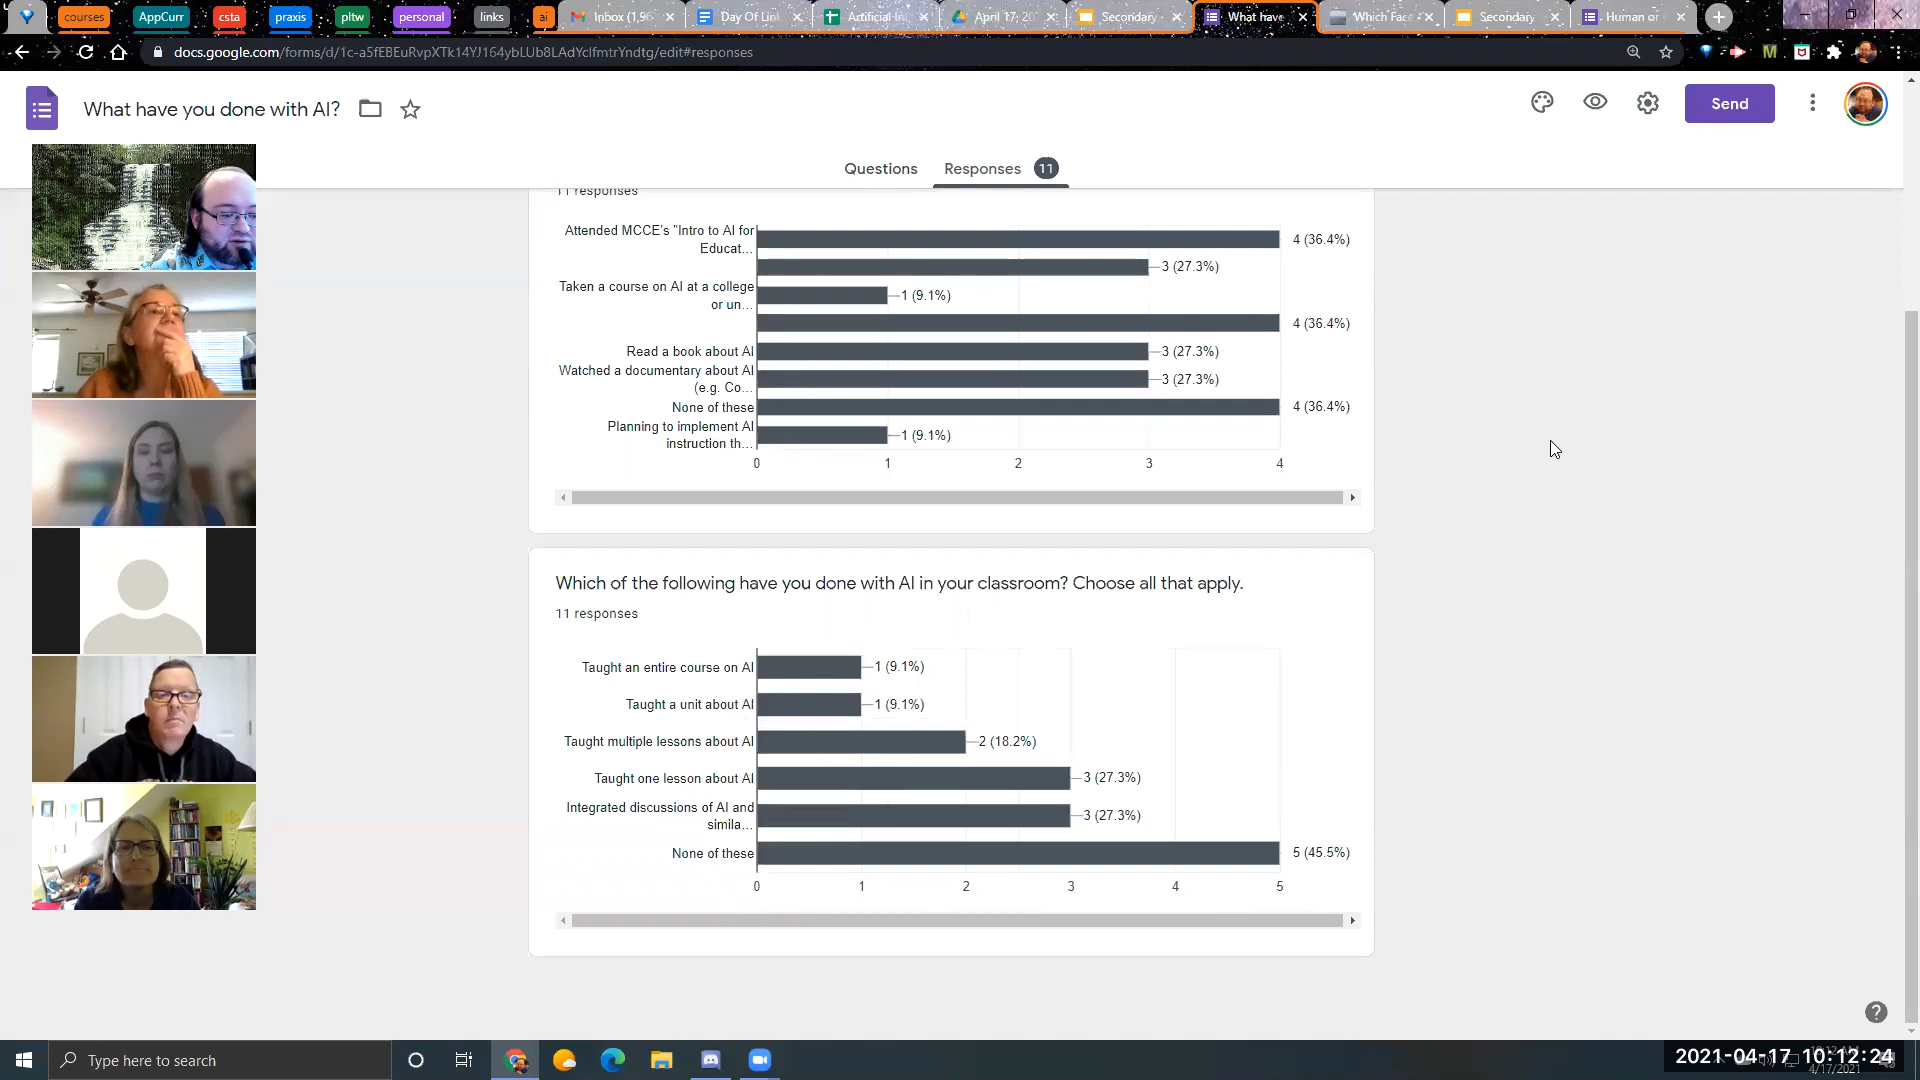 courses
AppCurr
csta
praxis
pltw
personal
links
ai
Inbox (1,96
Day Of Lin
Artificial In
April 17, 20
Secondary
What have
Which Face
Secondary
Human or
docs.google.com/forms/d/1c-a5fEBEuRvpXTk14YJ164ybLUb8LAdYclfmtrYndtg/edit#responses
What have you done with AI?
Send
Questions
Responses
11
11 responses
Attended MCCE's "Intro to AI for
Educat...
4 (36.4%)
3 (27.3%)
Taken a course on AI at a college
or un...
1 (9.1%)
4 (36.4%)
Read a book about AI
3 (27.3%)
Watched a documentary about AI
(e.g. Co...
3 (27.3%)
None of these
4 (36.4%)
Planning to implement AI
instruction th...
1 (9.1%)
0 1 2 3 4
Which of the following have you done with AI in your classroom? Choose all that apply.
11 responses
Taught an entire course on AI
1 (9.1%)
Taught a unit about AI
1 (9.1%)
Taught multiple lessons about AI
2 (18.2%)
Taught one lesson about AI
3 (27.3%)
Integrated discussions of AI and
simila...
3 (27.3%)
None of these
5 (45.5%)
0 1 2 3 4 5
Type here to search
2021-04-17 10:12:24
4/17/2021